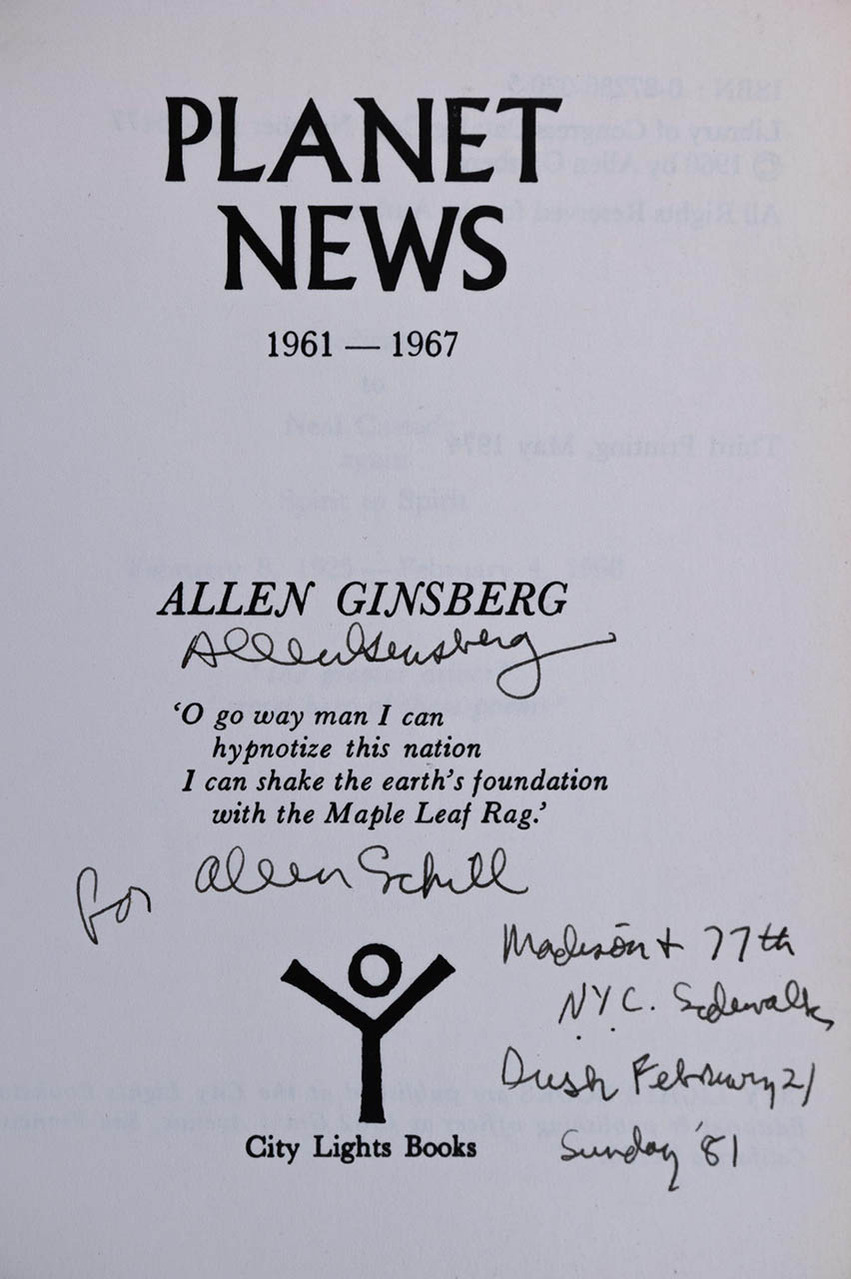 PLANET
NEWS
1961 — 1967
ALLEN GINSBERG
Allen Ginsberg
‘O go way man I can
hypnotize this nation
I can shake the earth’s foundation
with the Maple Leaf Rag.’
for Allen Schill
Madison + 77th
NYC. Sidewalk,
Dusk February 21
Sunday '81
City Lights Books